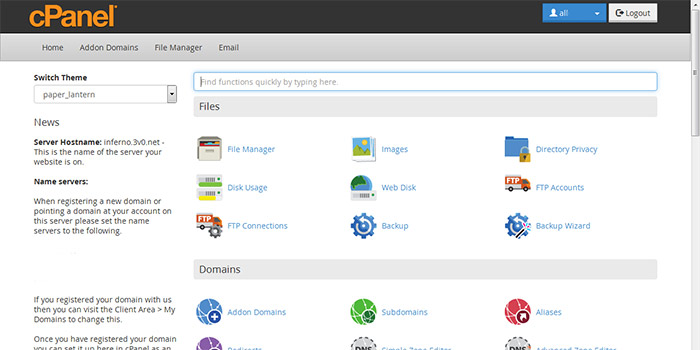 cPanel
all
Logout
Home
Addon Domains
File Manager
Email
Switch Theme
paper_lantern
News
Server Hostname: inferno.3v0.net -
This is the name of the server your
website is on.
Name servers:
When registering a new domain or
pointing a domain at your account
on this server please set the name
servers to the following.
If you registered your domain with us
then you can visit the Client Area > My
Domains to change this.
Once you have registered your domain
you can set it up here in cPanel as an
Find functions quickly by typing here.
Files
File Manager
Images
Directory Privacy
Disk Usage
Web Disk
FTP Accounts
FTP Connections
Backup
Backup Wizard
Domains
Addon Domains
Subdomains
Aliases
Redirects
Simple Zone Editor
Advanced Zone Editor